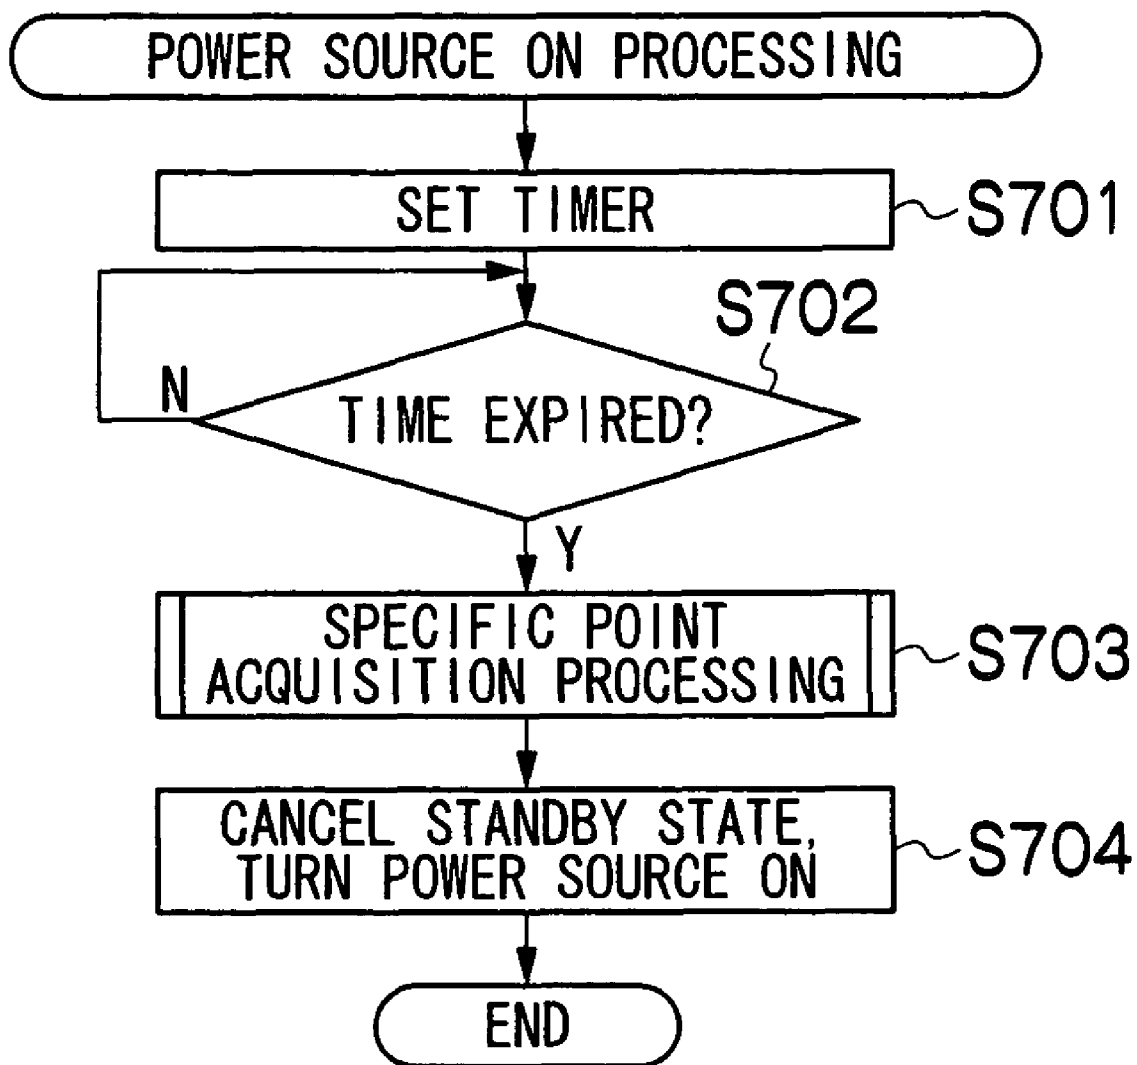 POWER SOURCE ON PROCESSING
SET TIMER
S701
S702
N
TIME EXPIRED?
Y
SPECIFIC POINT
ACQUISITION PROCESSING
S703
CANCEL STANDBY STATE,
TURN POWER SOURCE ON
S704
END